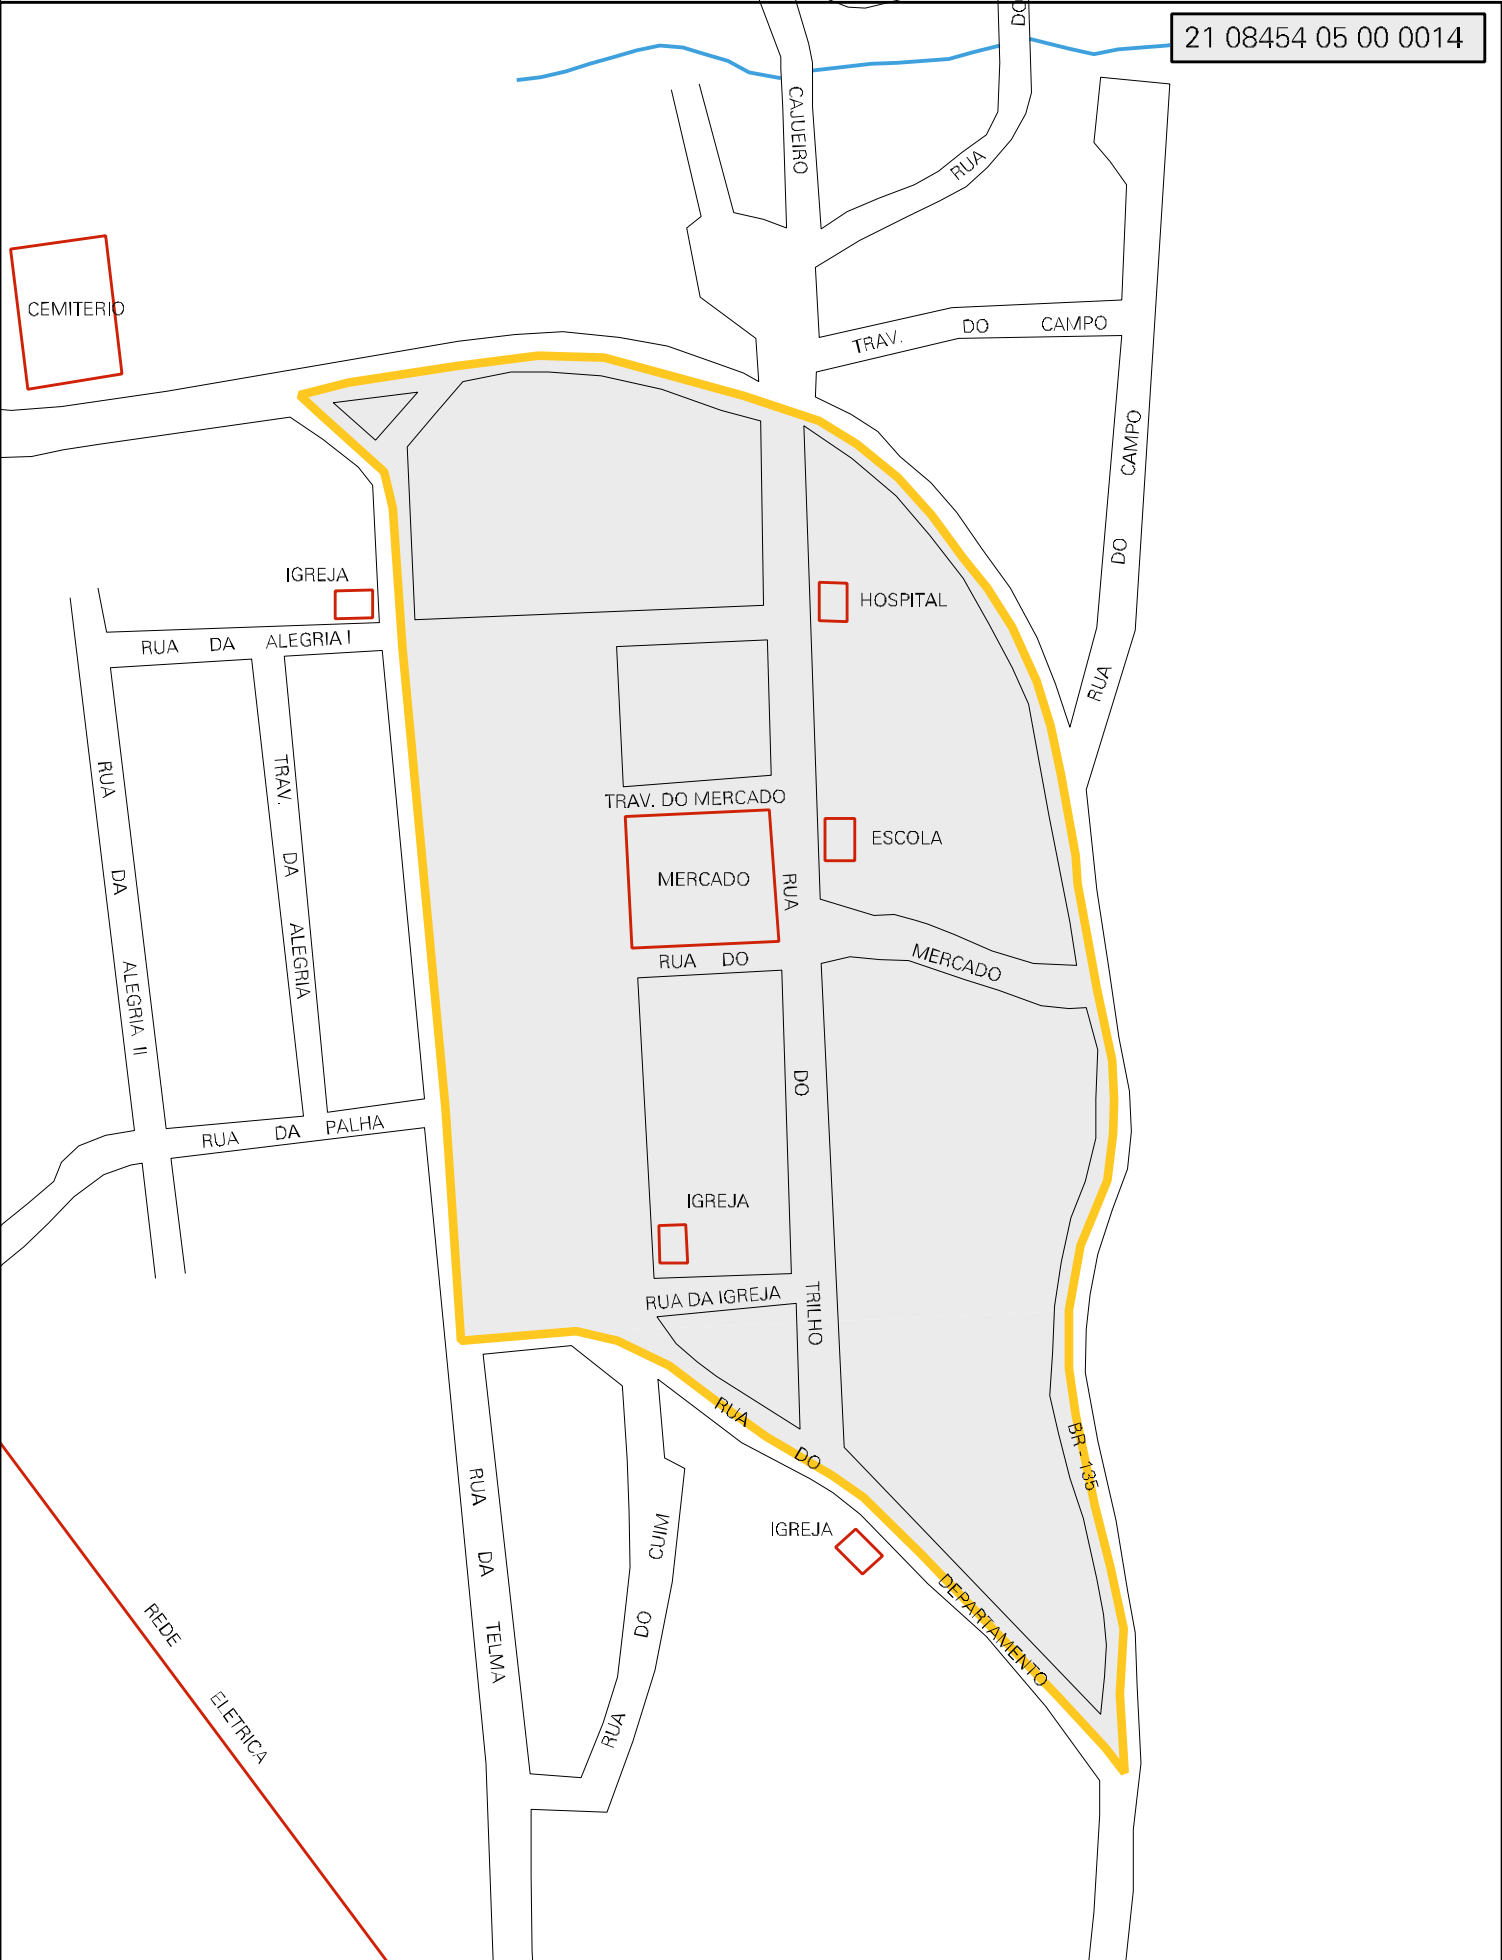 DO
21 08454 05 00 0014
CAJUEIRO
RUA
CEMITERIO
TRAV. DO CAMPO
RUA DO CAMPO
IGREJA
HOSPITAL
RUA DA ALEGRIA I
TRAV. DO MERCADO
ESCOLA
MERCADO
RUA DA ALEGRIA II
TRAV. DA ALEGRIA
RUA DO MERCADO
RUA DO TRILHO
RUA DA PALHA
IGREJA
RUA DA IGREJA
RUA DO DEPARTAMENTO
BR - 135
IGREJA
RUA DA TELMA
RUA DO CUIM
REDE ELETRICA